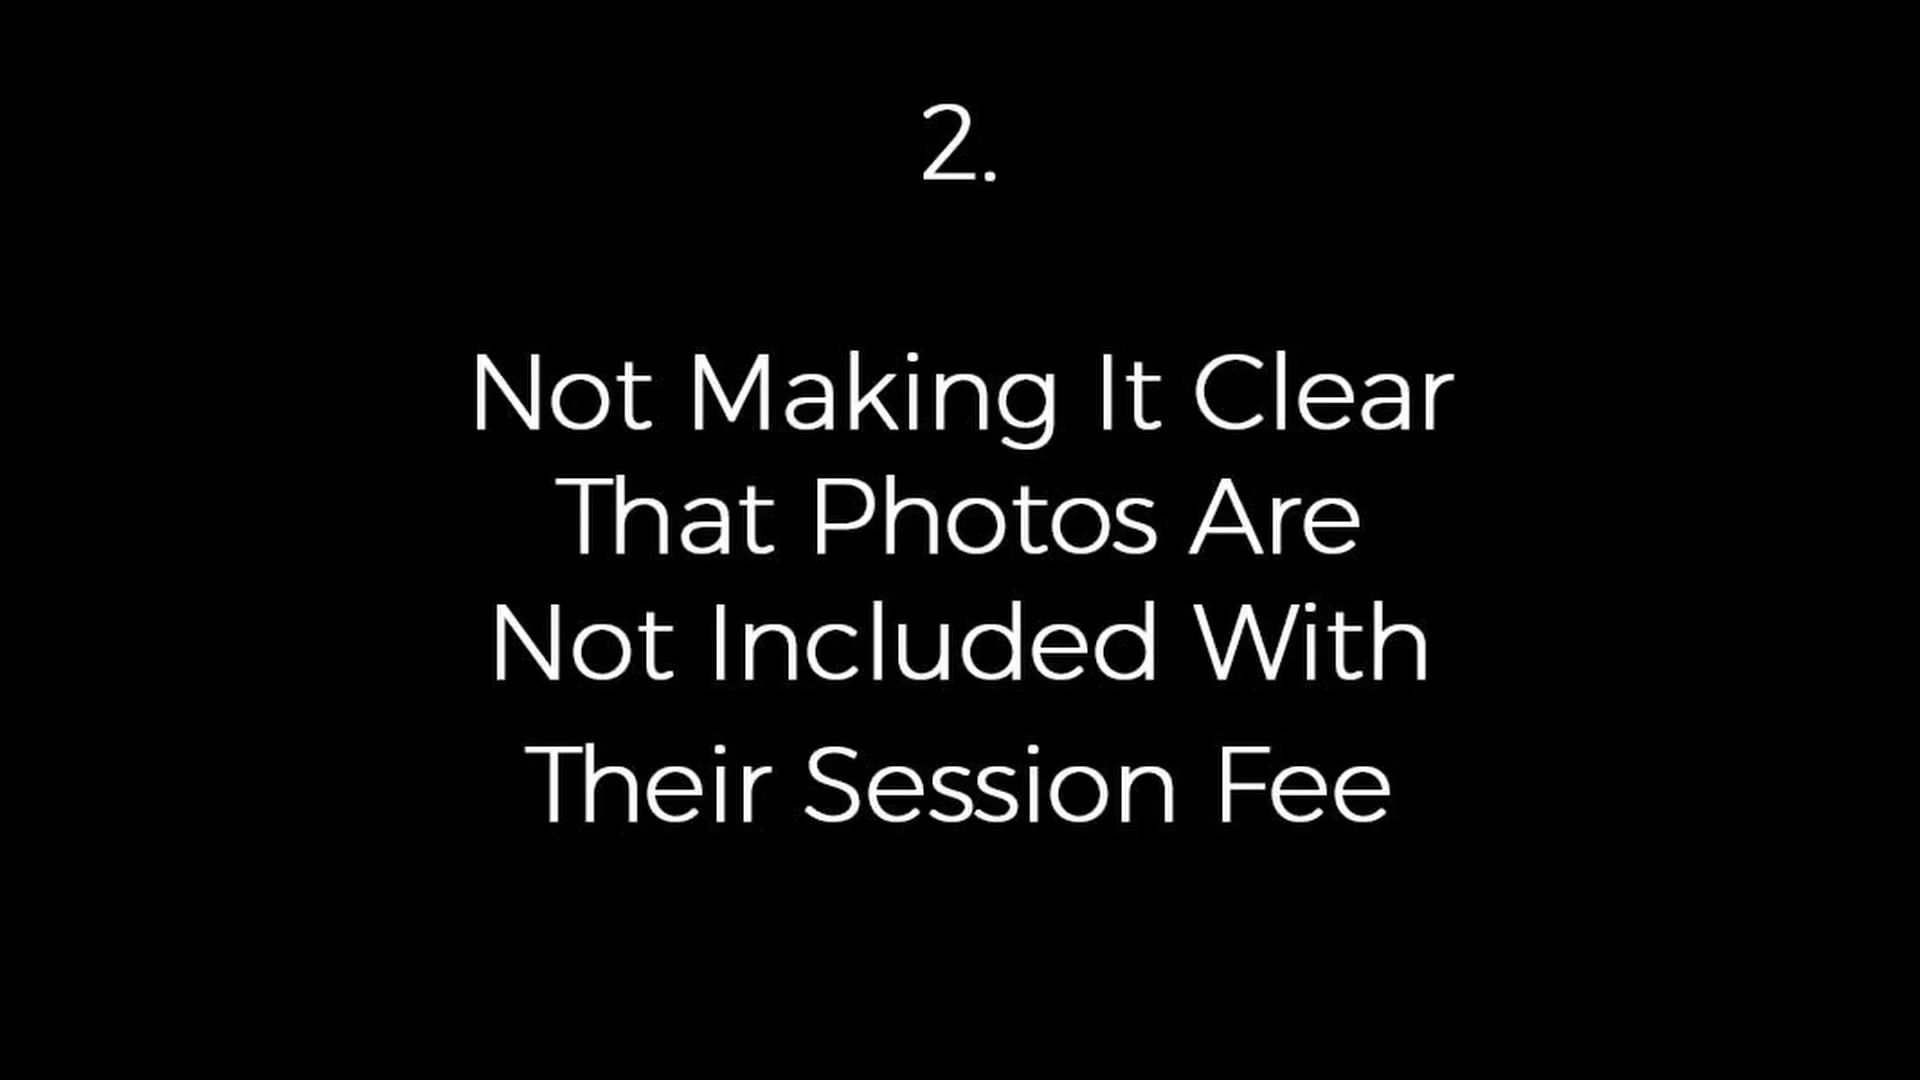 2.
Not Making It Clear
That Photos Are
Not Included With
Their Session Fee